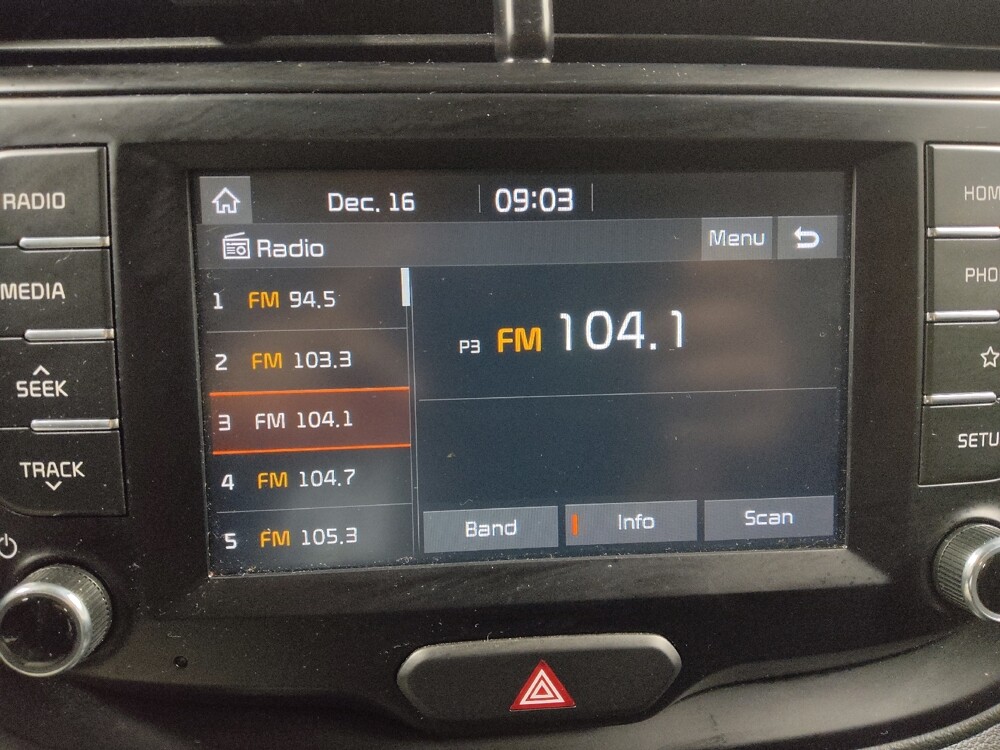 Dec. 16 09:03
Radio Menu
1 FM 94.5
2 FM 103.3
3 FM 104.1
4 FM 104.7
5 FM 105.3
P3 FM 104.1
Band Info Scan
RADIO
MEDIA
SEEK
TRACK
HOM
PHO
SETU